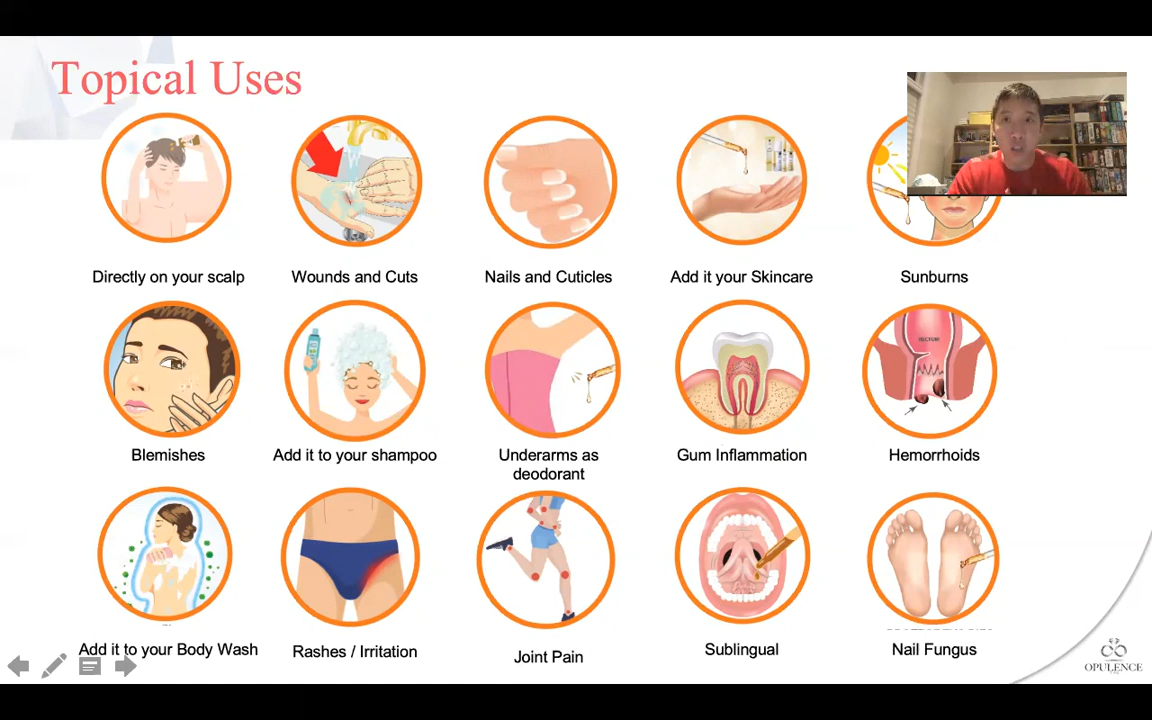 Topical Uses
Directly on your scalp
Wounds and Cuts
Nails and Cuticles
Add it your Skincare
Sunburns
RECTUM
Blemishes
Add it to your shampoo
Underarms as
deodorant
Gum Inflammation
Hemorrhoids
Add it to your Body Wash
Rashes / Irritation
Joint Pain
Sublingual
Nail Fungus
OPULENCE